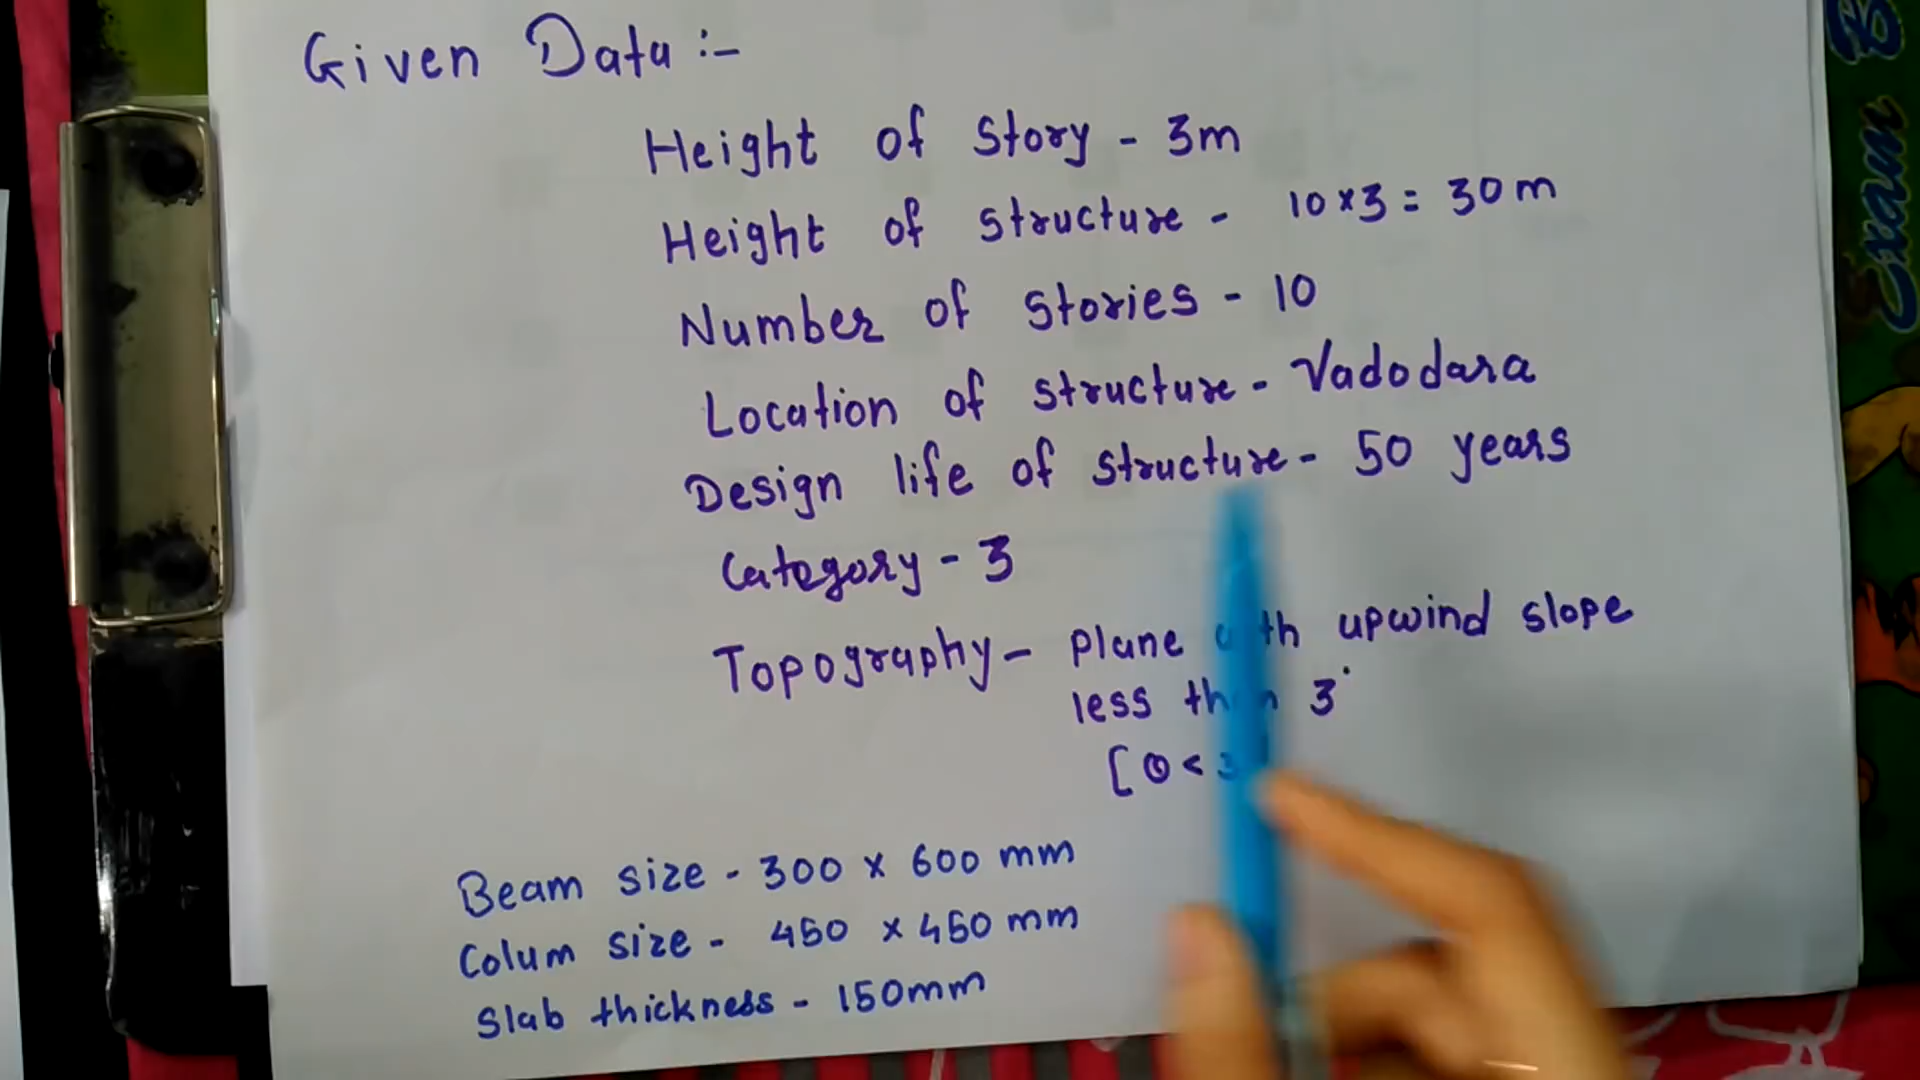 Given Data :-
Height of Story - 3m
Height of structure - 10 x 3 = 30 m
Number of stories - 10
Location of structure - Vadodara
Design life of structure - 50 years
Category - 3
Topography - Plane upwind slope
less 3°
[ θ <
Beam size - 300 x 600 mm
Colum size - 450 x 450 mm
Slab thickness - 150mm
Exam